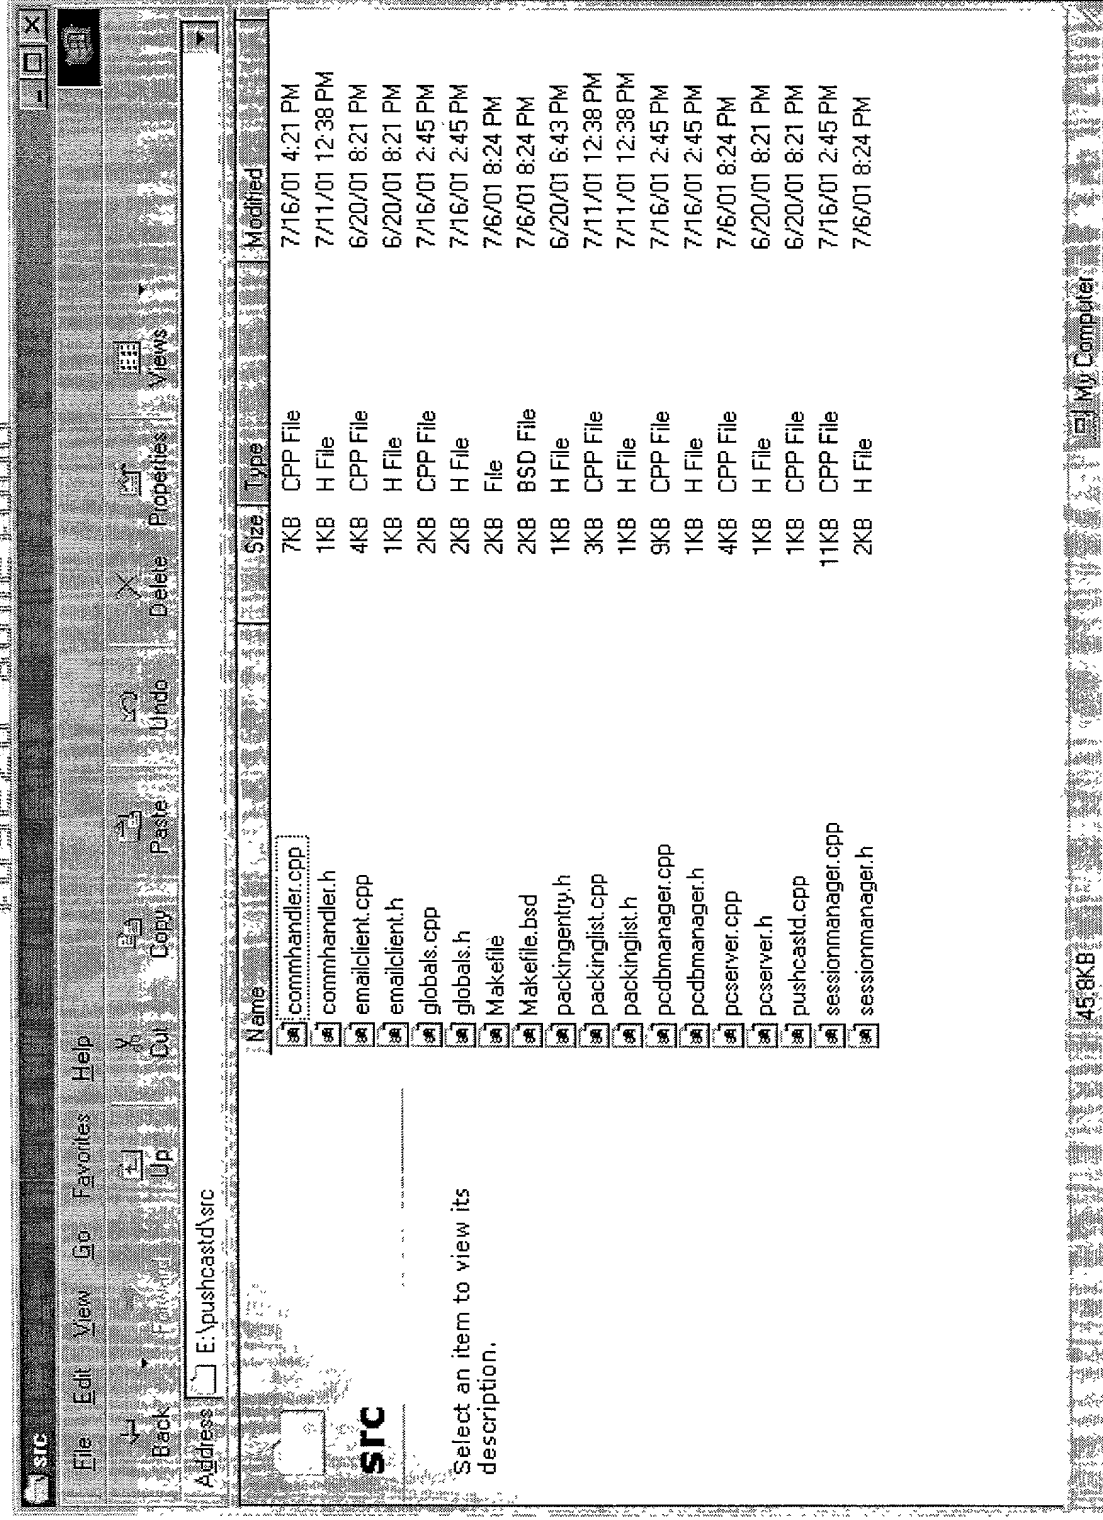 src
File Edit View Go Favorites Help
Back Forward Up Cut Copy Paste Undo Delete Properties Views
Address E:\pushcastd\src
src
Select an item to view its
description.
Name Size Type Modified
commhandler.cpp 7KB CPP File 7/16/01 4:21 PM
commhandler.h 1KB H File 7/11/01 12:38 PM
emailclient.cpp 4KB CPP File 6/20/01 8:21 PM
emailclient.h 1KB H File 6/20/01 8:21 PM
globals.cpp 2KB CPP File 7/16/01 2:45 PM
globals.h 2KB H File 7/16/01 2:45 PM
Makefile 2KB File 7/6/01 8:24 PM
Makefile.bsd 2KB BSD File 7/6/01 8:24 PM
packingentry.h 1KB H File 6/20/01 6:43 PM
packinglist.cpp 3KB CPP File 7/11/01 12:38 PM
packinglist.h 1KB H File 7/11/01 12:38 PM
pcdbmanager.cpp 9KB CPP File 7/16/01 2:45 PM
pcdbmanager.h 1KB H File 7/16/01 2:45 PM
pcserver.cpp 4KB CPP File 7/6/01 8:24 PM
pcserver.h 1KB H File 6/20/01 8:21 PM
pushcastd.cpp 1KB CPP File 6/20/01 8:21 PM
sessionmanager.cpp 11KB CPP File 7/16/01 2:45 PM
sessionmanager.h 2KB H File 7/6/01 8:24 PM
45.8KB My Computer